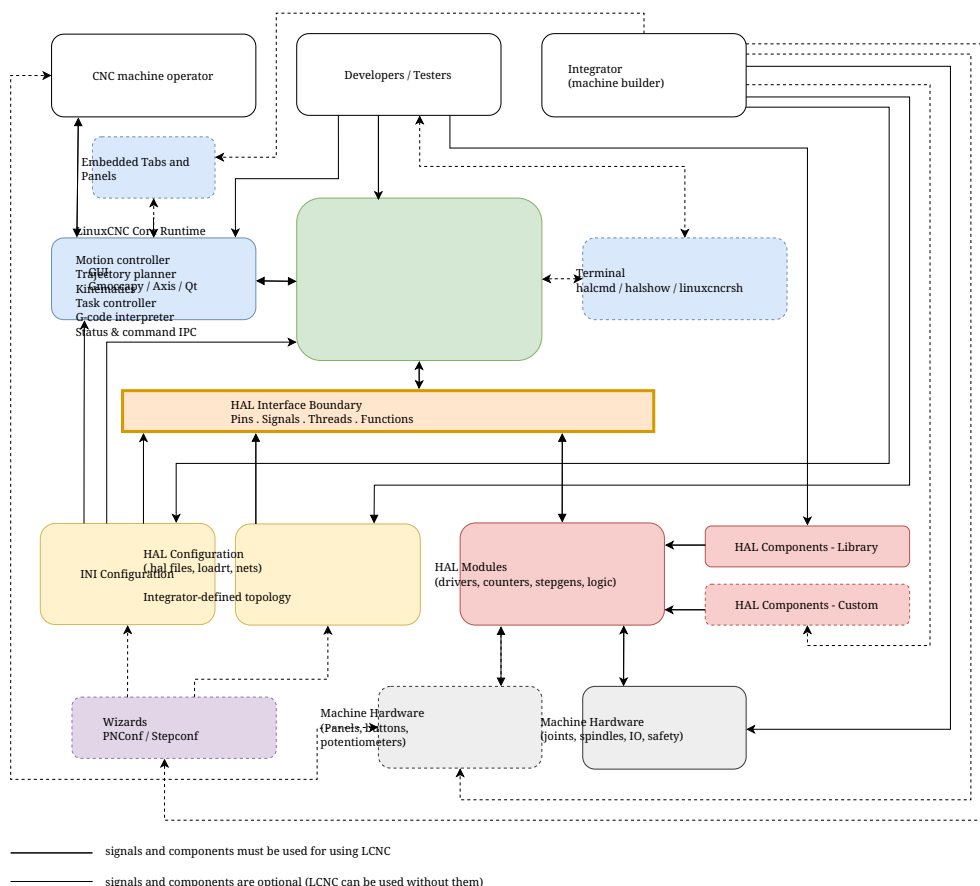 CNC machine operator
Developers / Testers
Integrator
(machine builder)
Embedded Tabs and
Panels
LinuxCNC Core Runtime
Motion controller
Trajectory planner
Kinematics
Task controller
G-code interpreter
Status & command IPC
GUI
Gmoccapy / Axis / Qt
Terminal
halcmd / halshow / linuxcncrsh
HAL Interface Boundary
Pins . Signals . Threads . Functions
INI Configuration
HAL Configuration
(.hal files, loadrt, nets)
Integrator-defined topology
HAL Modules
(drivers, counters, stepgens, logic)
HAL Components - Library
HAL Components - Custom
Wizards
PNConf / Stepconf
Machine Hardware
(Panels, buttons,
potentiometers)
Machine Hardware
(joints, spindles, IO, safety)
signals and components must be used for using LCNC
signals and components are optional (LCNC can be used without them)